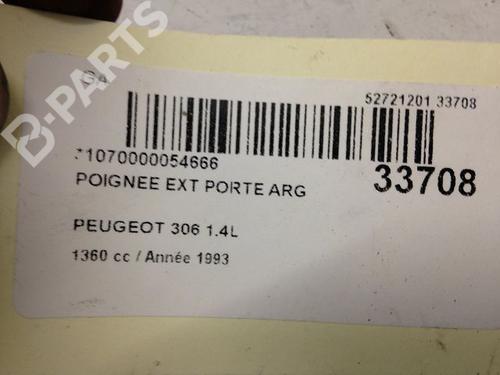 B-PARTS
52721201 33708
*1070000054666
33708
POIGNEE EXT PORTE ARG
PEUGEOT 306 1.4L
1360 cc / Année 1993